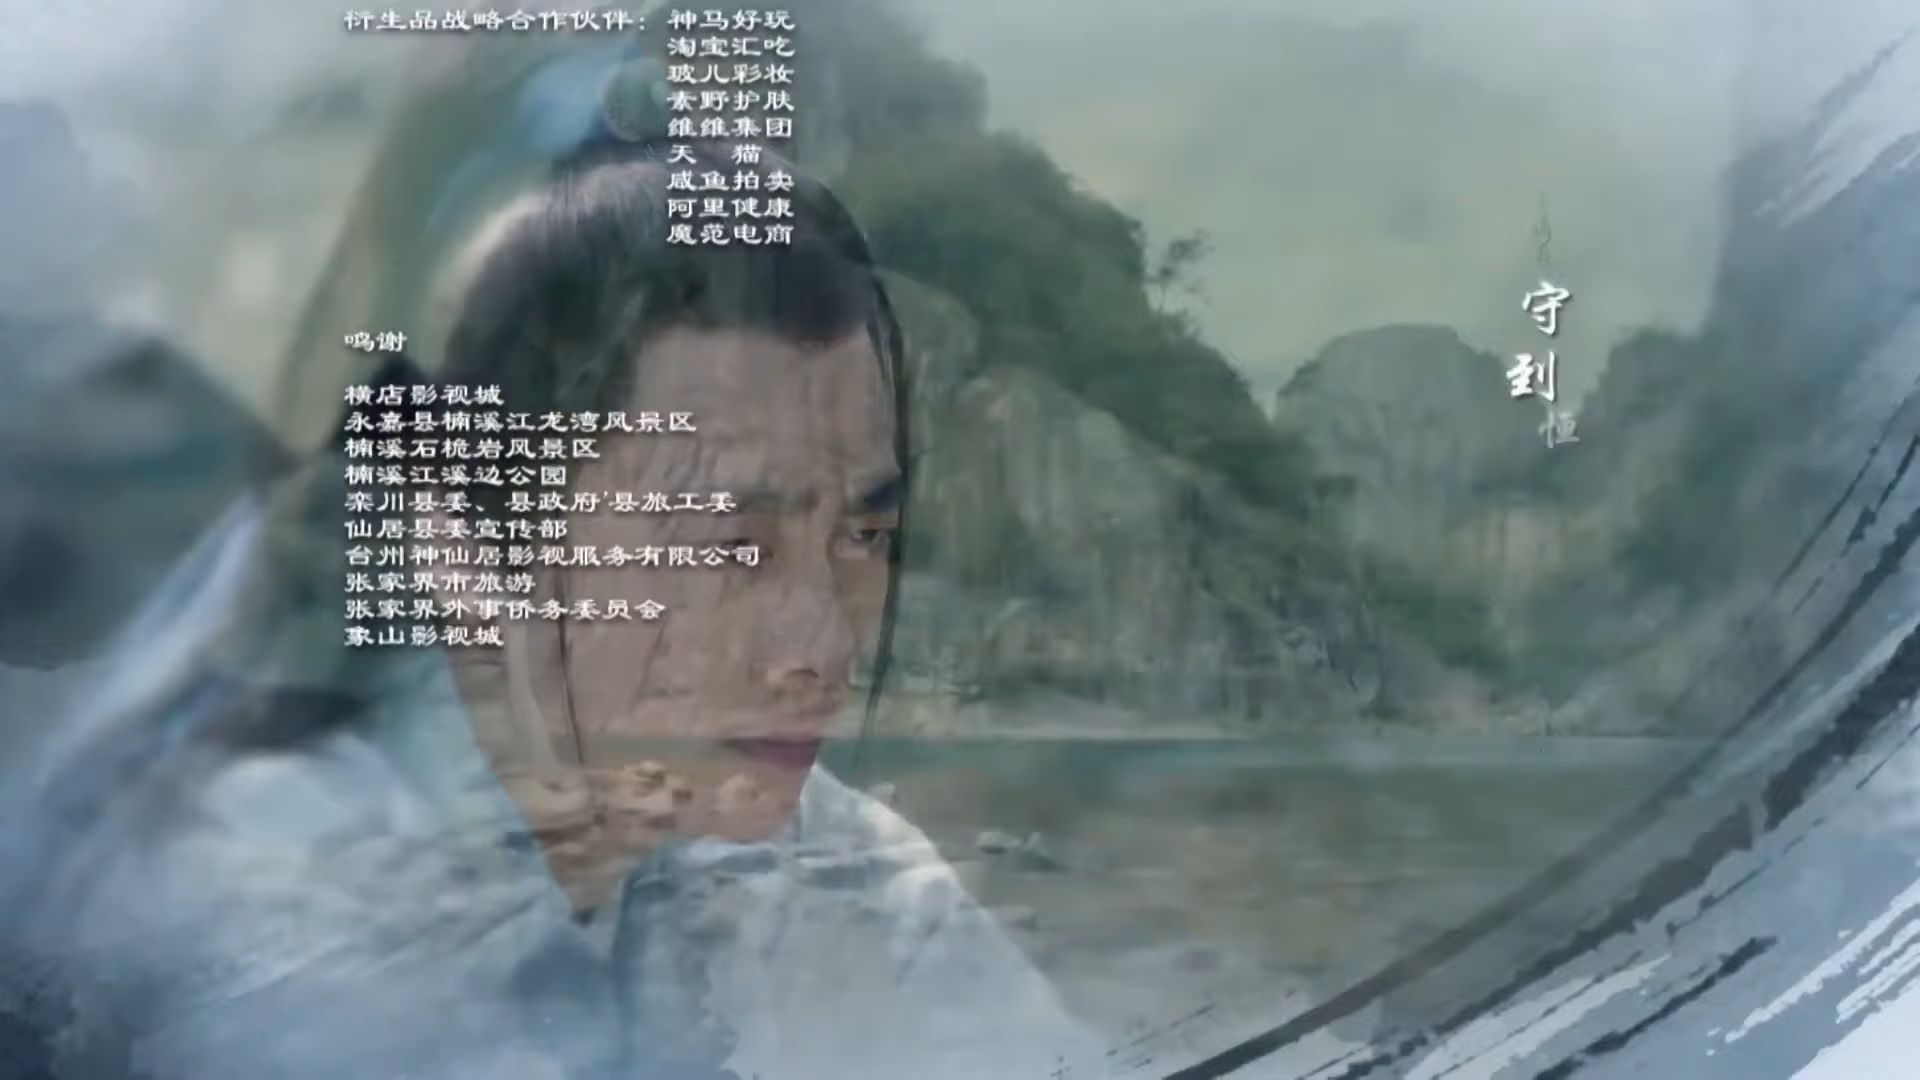 衍生品战略合作伙伴：神马好玩
淘宝汇吃
玻儿彩妆
素野护肤
维维集团
天 猫
咸鱼拍卖
阿里健康
魔范电商
鸣谢
横店影视城
永嘉县楠溪江龙湾风景区
楠溪石桅岩风景区
楠溪江溪边公园
栾川县委、县政府'县旅工委
仙居县委宣传部
台州神仙居影视服务有限公司
张家界市旅游
张家界外事侨务委员会
象山影视城
守到恒